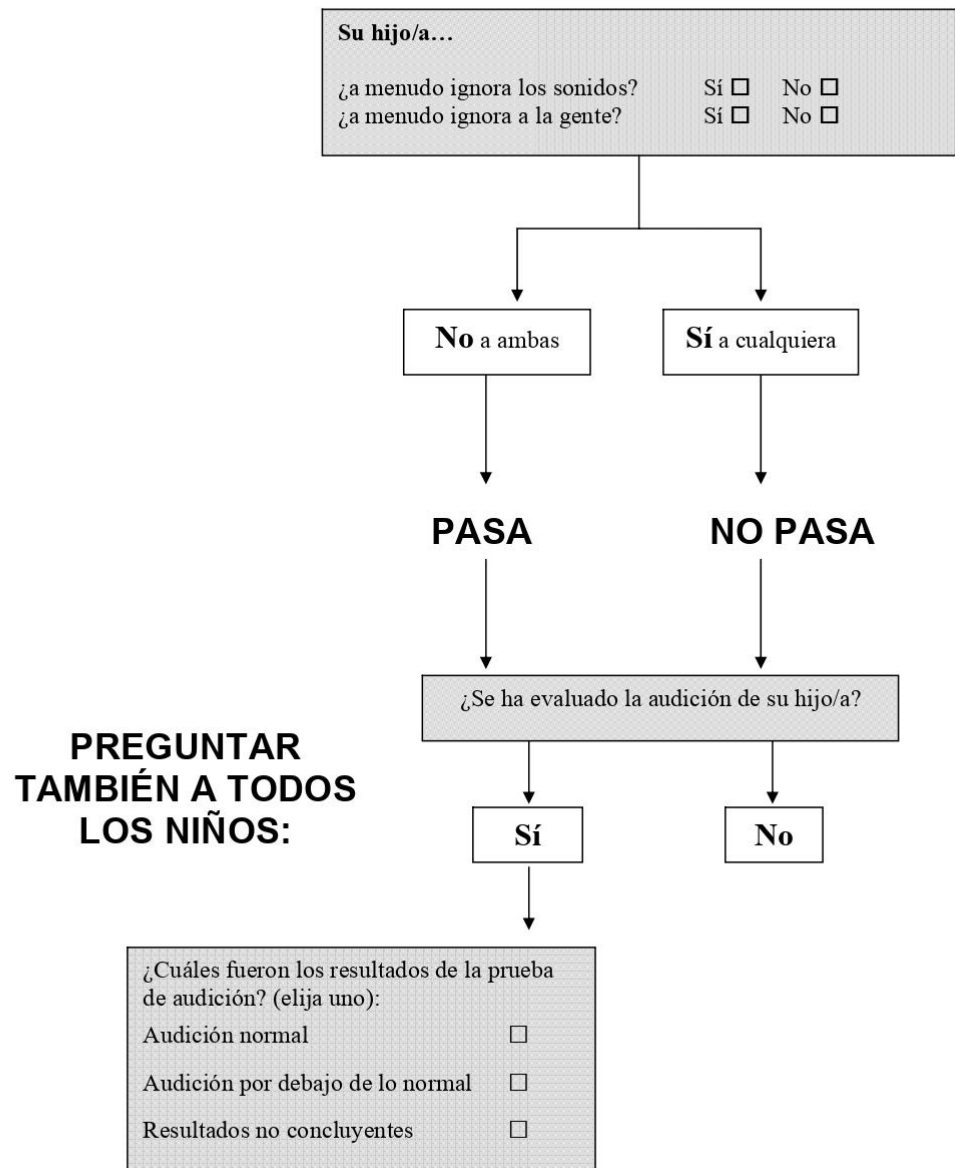 Su hijo/a...
¿a menudo ignora los sonidos? Sí ☐ No ☐
¿a menudo ignora a la gente? Sí ☐ No ☐
No a ambas
Sí a cualquiera
PASA
NO PASA
¿Se ha evaluado la audición de su hijo/a?
PREGUNTAR
TAMBIÉN A TODOS
LOS NIÑOS:
Sí
No
¿Cuáles fueron los resultados de la prueba
de audición? (elija uno):
Audición normal ☐
Audición por debajo de lo normal ☐
Resultados no concluyentes ☐